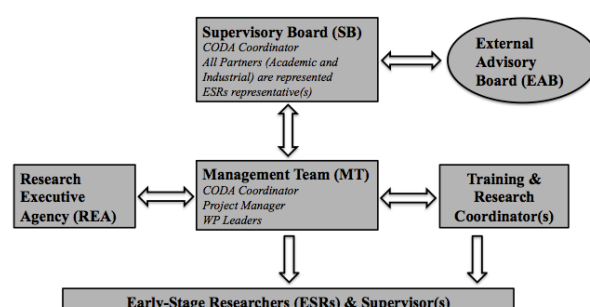 Supervisory Board (SB)
CODA Coordinator
All Partners (Academic and
Industrial) are represented
ESRs representative(s)
External
Advisory
Board (EAB)
Research
Executive
Agency (REA)
Management Team (MT)
CODA Coordinator
Project Manager
WP Leaders
Training &
Research
Coordinator(s)
Early-Stage Researchers (ESRs) & Supervisor(s)